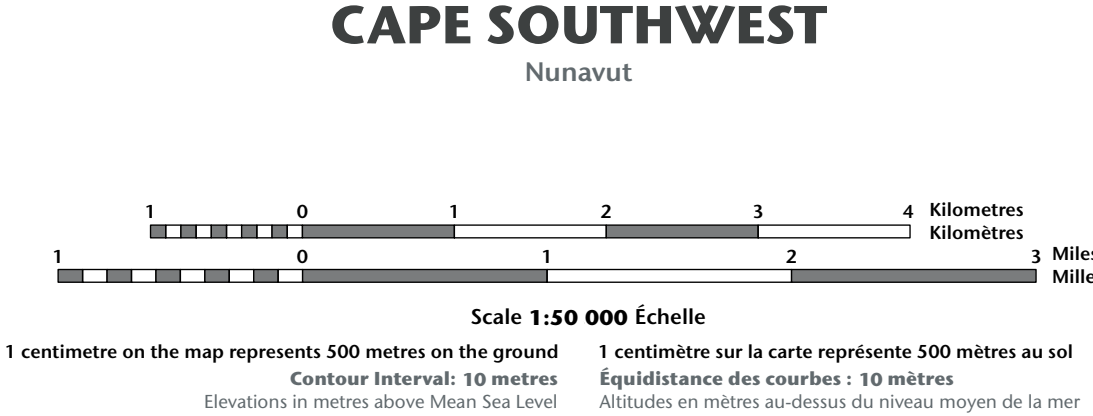 CAPE SOUTHWEST
Nunavut
1 0 1 2 3 4 Kilometres
Kilomètres
1 0 1 2 3 Miles
Scale 1:50 000 Échelle
1 centimetre on the map represents 500 metres on the ground
Contour Interval: 10 metres
Elevations in metres above Mean Sea Level
1 centimètre sur la carte représente 500 mètres au sol
Équidistance des courbes : 10 mètres
Altitudes en mètres au-dessus du niveau moyen de la mer